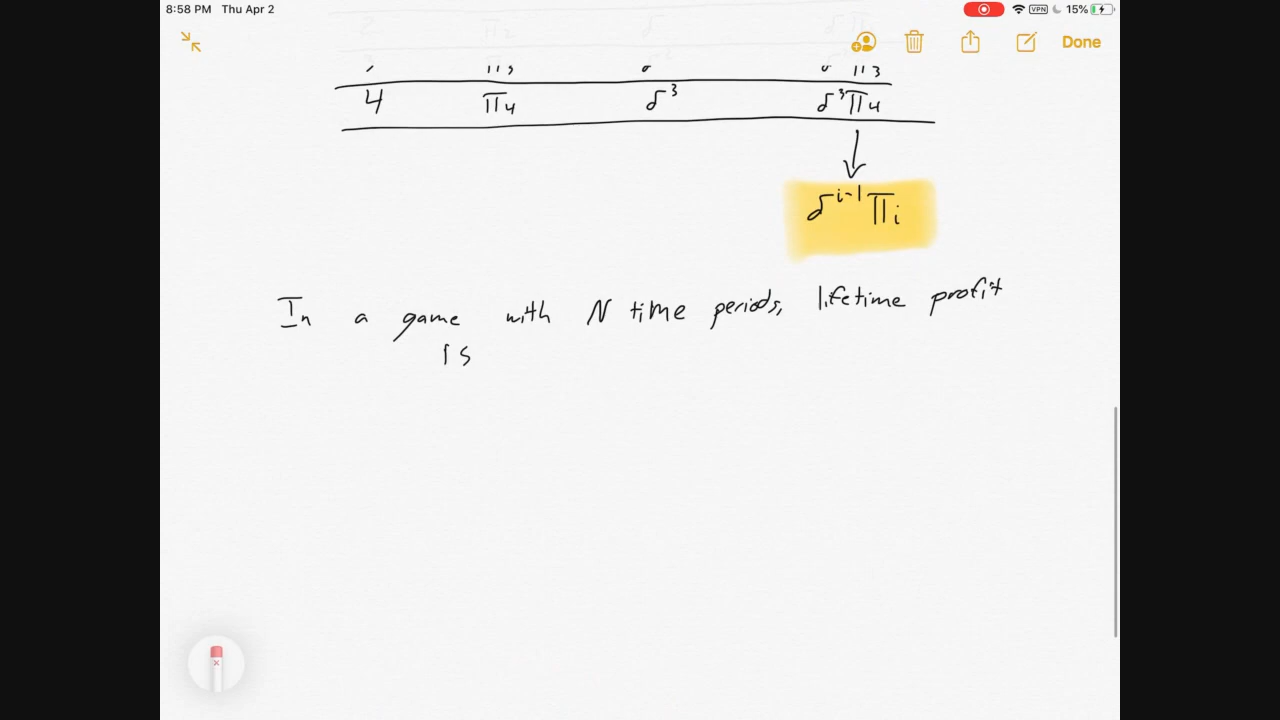 8:58 PM Thu Apr 2
VPN 15%
Done
4 π₄ δ³ δ³π₄
δⁱ⁻¹πᵢ
In a game with N time periods, lifetime profit
is